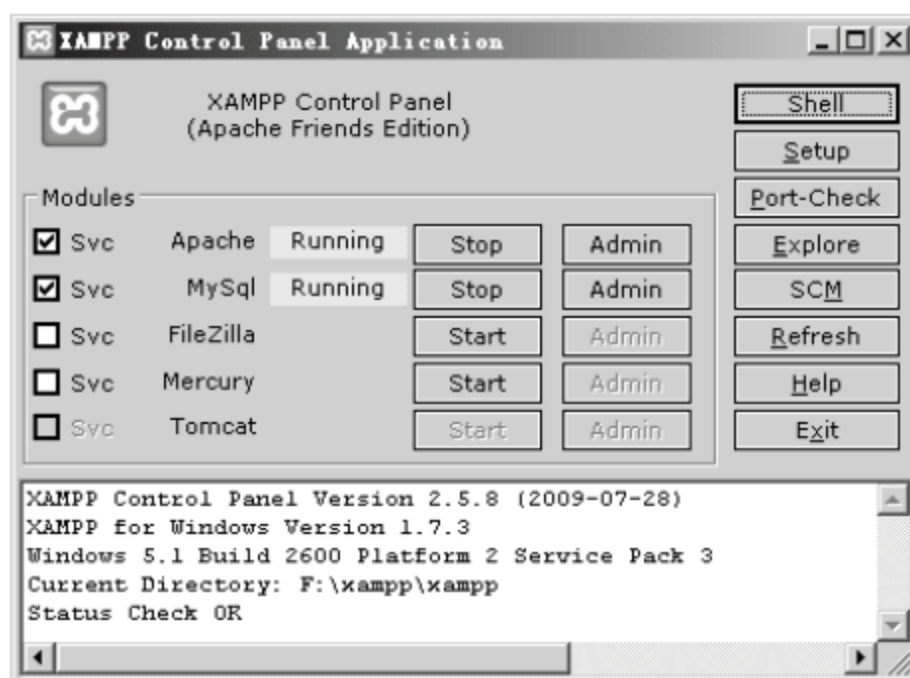 XAMPP Control Panel Application
XAMPP Control Panel
(Apache Friends Edition)
Shell
Setup
Modules
Port-Check
Svc Apache Running Stop Admin
Explore
Svc MySql Running Stop Admin
SCM
Svc FileZilla Start Admin
Refresh
Svc Mercury Start Admin
Help
Svc Tomcat Start Admin
Exit
XAMPP Control Panel Version 2.5.8 (2009-07-28)
XAMPP for Windows Version 1.7.3
Windows 5.1 Build 2600 Platform 2 Service Pack 3
Current Directory: F:\xampp\xampp
Status Check OR